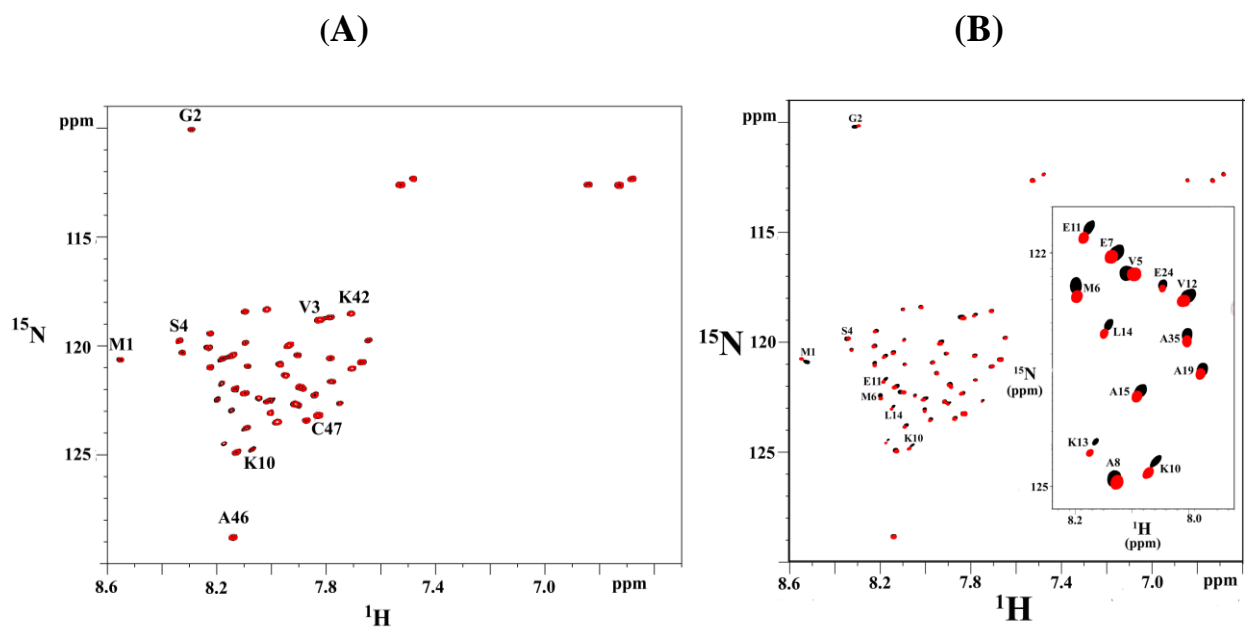 (A)
ppm
G2
115
V3
K42
S4
15N
M1
120
C47
K10
125
A46
8.6
8.2
7.8
7.4
7.0
ppm
1H
(B)
ppm
G2
115
15N
S4
120
M1
E11
M6
L14
K10
125
8.6
8.2
7.8
7.4
7.0
ppm
1H
E11
122
E7
V5
E24
V12
M6
L14
A35
15N
(ppm)
A19
A15
K13
K10
A8
125
8.2
8.0
1H
(ppm)